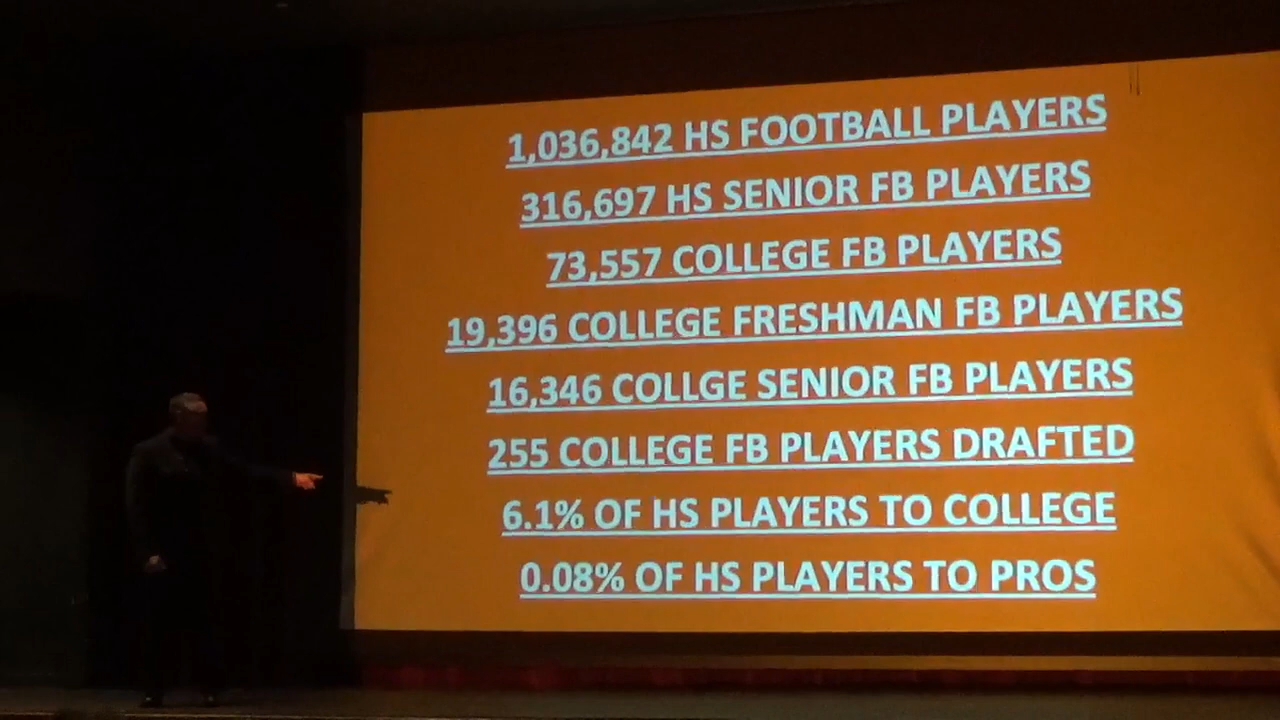 1,036,842 HS FOOTBALL PLAYERS
316,697 HS SENIOR FB PLAYERS
73,557 COLLEGE FB PLAYERS
19,396 COLLEGE FRESHMAN FB PLAYERS
16,346 COLLGE SENIOR FB PLAYERS
255 COLLEGE FB PLAYERS DRAFTED
6.1% OF HS PLAYERS TO COLLEGE
0.08% OF HS PLAYERS TO PROS